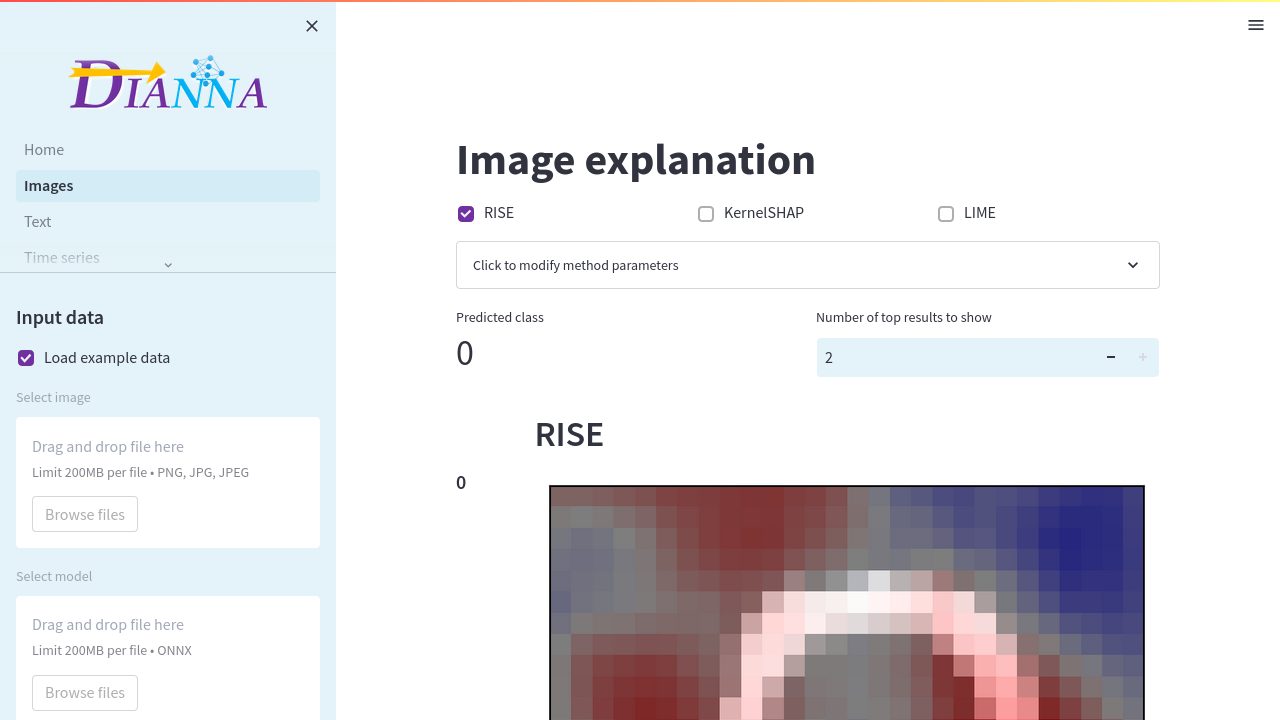 DIANNA
Home
Images
Text
Time series
Input data
Load example data
Select image
Drag and drop file here
Limit 200MB per file • PNG, JPG, JPEG
Browse files
Select model
Drag and drop file here
Limit 200MB per file • ONNX
Browse files
Image explanation
RISE
KernelSHAP
LIME
Click to modify method parameters
Predicted class
0
Number of top results to show
2
RISE
0